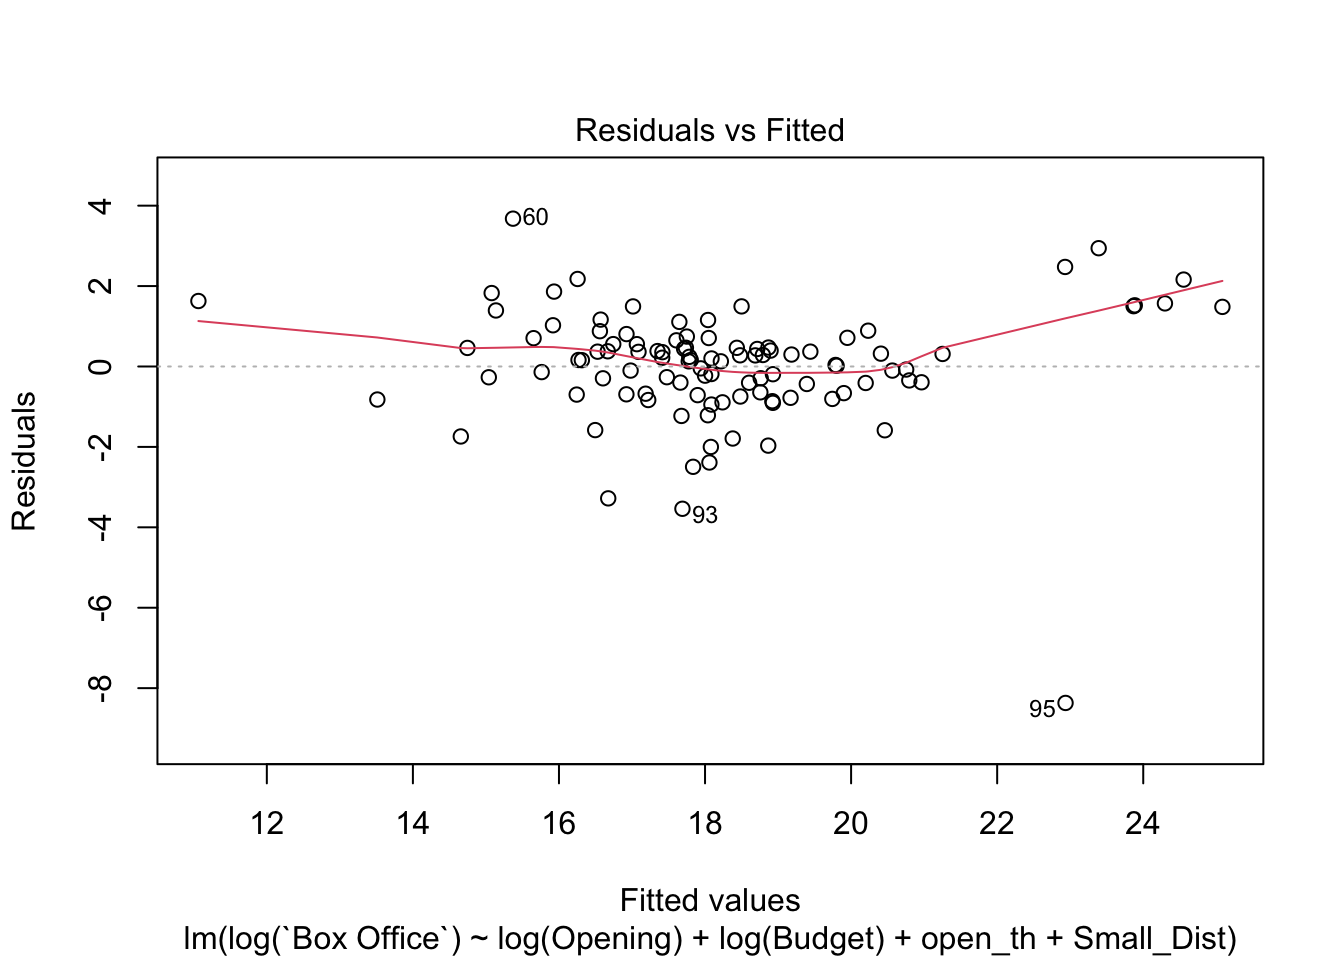 Residuals vs Fitted
Residuals
4
2
0
-2
-4
-6
-8
60
93
95
12 14 16 18 20 22 24
Fitted values
lm(log(`Box Office`) ~ log(Opening) + log(Budget) + open_th + Small_Dist)